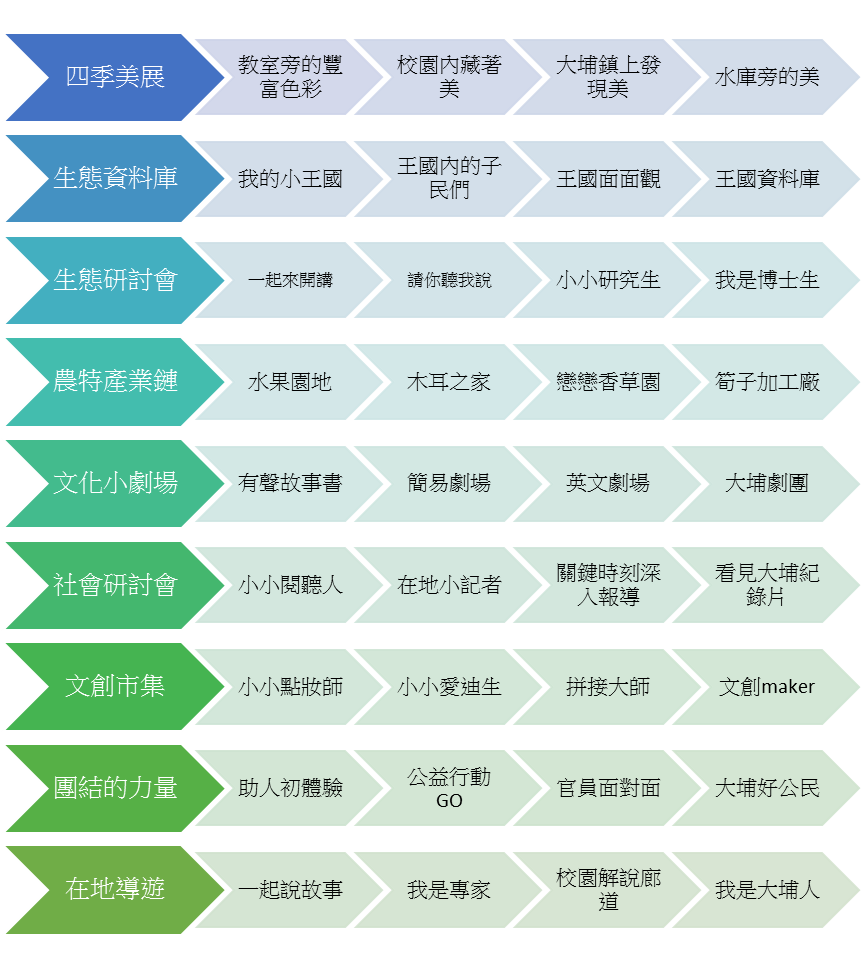 四季美展
教室旁的豐
富色彩
校園內藏著
美
大埔鎮上發
現美
水庫旁的美
生態資料庫
我的小王國
王國內的子
民們
王國面面觀
王國資料庫
生態研討會
一起來開講
請你聽我說
小小研究生
我是博士生
農特產業鏈
水果園地
木耳之家
戀戀香草園
筍子加工廠
文化小劇場
有聲故事書
簡易劇場
英文劇場
大埔劇團
社會研討會
小小閱聽人
在地小記者
關鍵時刻深
入報導
看見大埔紀
錄片
文創市集
小小點妝師
小小愛迪生
拼接大師
文創maker
團結的力量
助人初體驗
公益行動
GO
官員面對面
大埔好公民
在地導遊
一起說故事
我是專家
校園解說廊
道
我是大埔人